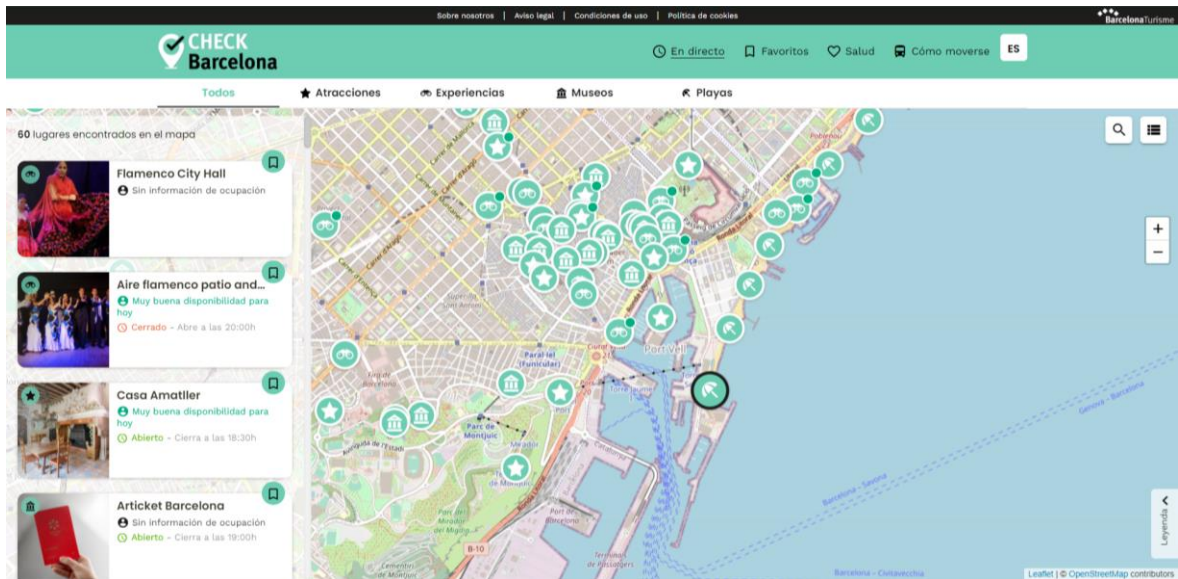 Sobre nosotros | Aviso legal | Condiciones de uso | Política de cookies
BarcelonaTurisme
CHECK
Barcelona
En directo
Favoritos
Salud
Cómo moverse
ES
Todos
Atracciones
Experiencias
Museos
Playas
60 lugares encontrados en el mapa
Flamenco City Hall
Sin información de ocupación
Aire flamenco patio and...
Muy buena disponibilidad para
hoy
Cerrado - Abre a las 20:00h
Casa Amatller
Muy buena disponibilidad para
hoy
Abierto - Cierra a las 18:30h
Articket Barcelona
Sin información de ocupación
Abierto - Cierra a las 19:00h
Carrer d'Aragó
Ronda Litoral
Port Vell
Paral·lel
(Funicular)
Parc de
Montjuïc
Mirador
Port de
Barcelona
B-10
Genova - Barcelona
Barcelona - Savona
Barcelona - Civitavecchia
+
−
Leyenda
Leaflet | © OpenStreetMap contributors